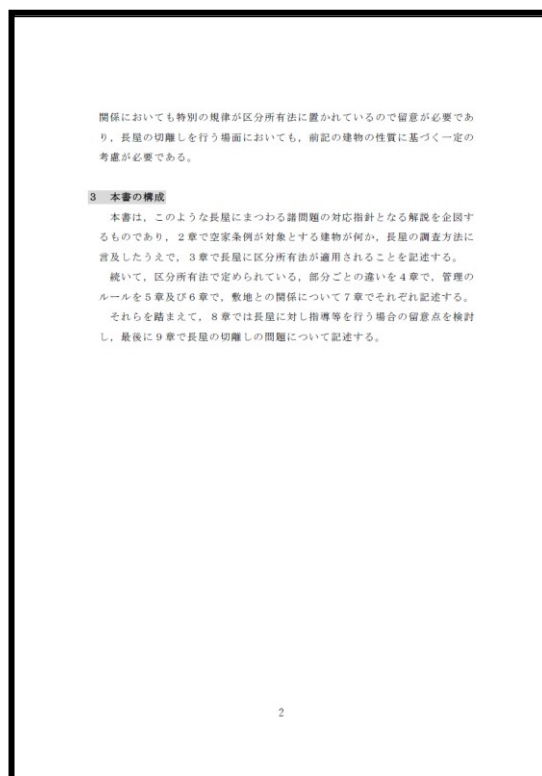 関係においても特別の規律が区分所有法に置かれているので留意が必要であ
り，長屋の切離しを行う場面においても，前記の建物の性質に基づく一定の
考慮が必要である。
3　本書の構成
　本書は，このような長屋にまつわる諸問題の対応指針となる解説を企図す
るものであり，２章で空家条例が対象とする建物が何か，長屋の調査方法に
言及したうえで，３章で長屋に区分所有法が適用されることを記述する。
　続いて，区分所有法で定められている，部分ごとの違いを４章で，管理の
ルールを５章及び６章で，敷地との関係について７章でそれぞれ記述する。
　それらを踏まえて，８章では長屋に対し指導等を行う場合の留意点を検討
し，最後に９章で長屋の切離しの問題について記述する。
2